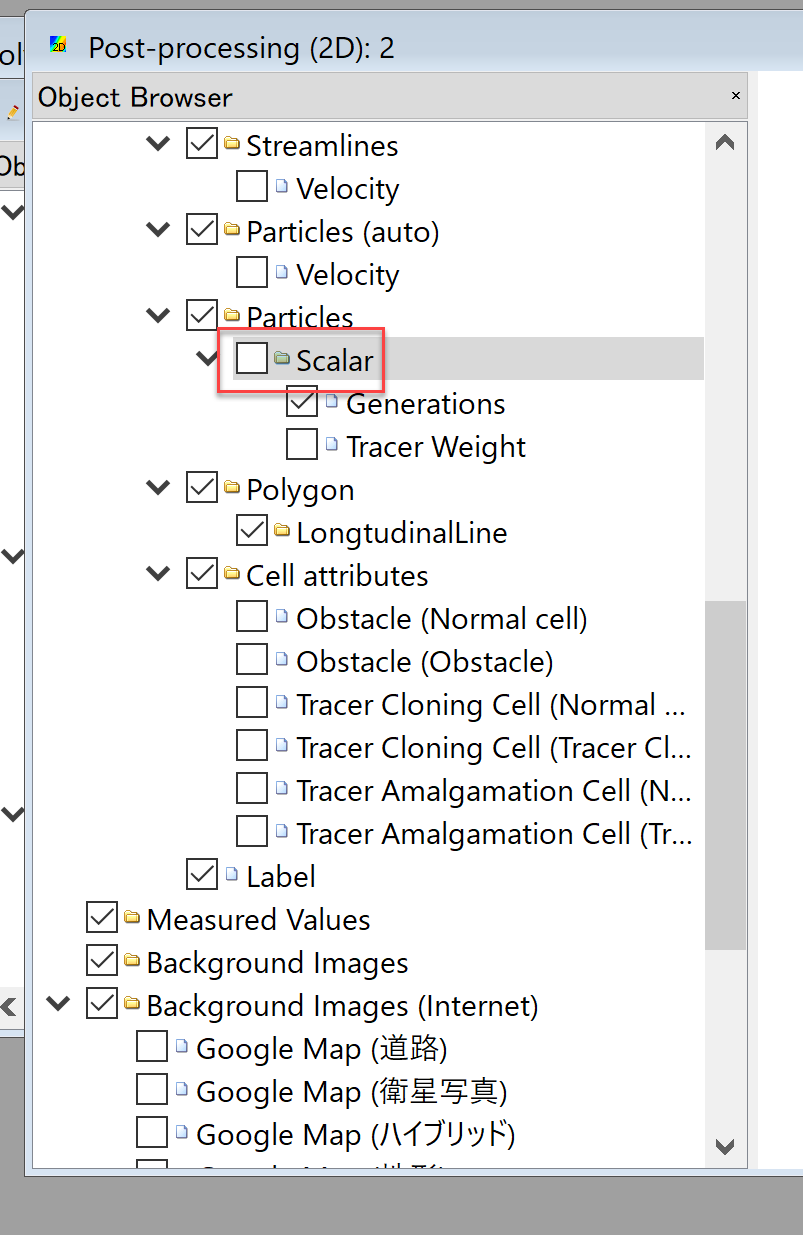 2D
Post-processing (2D): 2
Object Browser
Ob
Streamlines
Velocity
Particles (auto)
Velocity
Particles
Scalar
Generations
Tracer Weight
Polygon
LongtudinalLine
Cell attributes
Obstacle (Normal cell)
Obstacle (Obstacle)
Tracer Cloning Cell (Normal ...
Tracer Cloning Cell (Tracer Cl...
Tracer Amalgamation Cell (N...
Tracer Amalgamation Cell (Tr...
Label
Measured Values
Background Images
Background Images (Internet)
Google Map (道路)
Google Map (衛星写真)
Google Map (ハイブリッド)